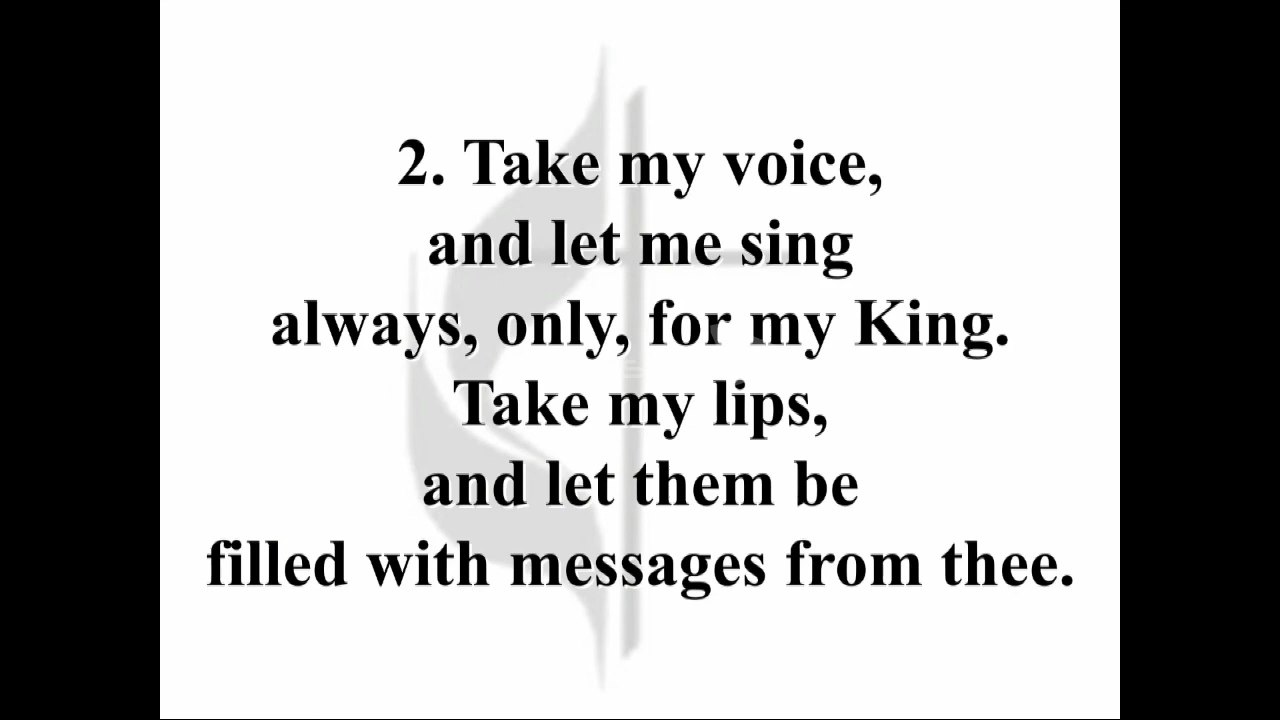 2. Take my voice,
and let me sing
always, only, for my King.
Take my lips,
and let them be
filled with messages from thee.